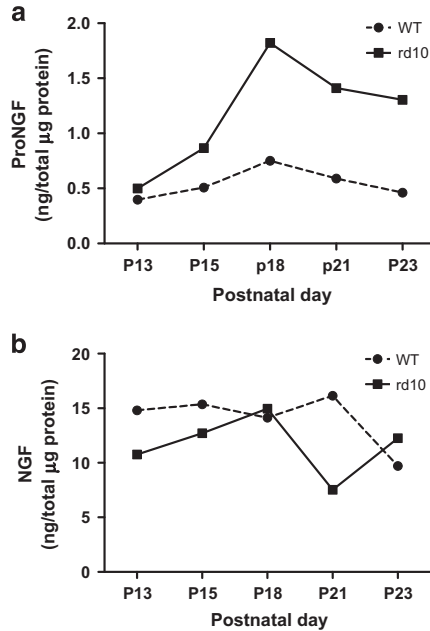 a
2.0
1.5
1.0
0.5
0.0
ProNGF
(ng/total µg protein)
WT
rd10
P13 P15 p18 p21 P23
Postnatal day
b
20
15
10
5
0
NGF
(ng/total µg protein)
WT
rd10
P13 P15 P18 P21 P23
Postnatal day